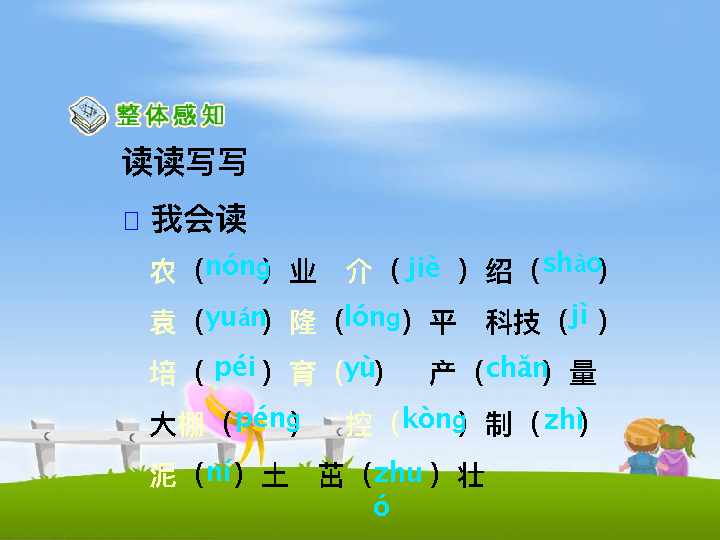 整体感知
读读写写
我会读
农（nóng）业 介（jiè）绍（shào）
袁（yuán）隆（lóng）平 科技（jì）
培（péi）育（yù） 产（chǎn）量
大棚（péng） 控（kòng）制（zhì）
泥（ní）土 茁（zhuó）壮